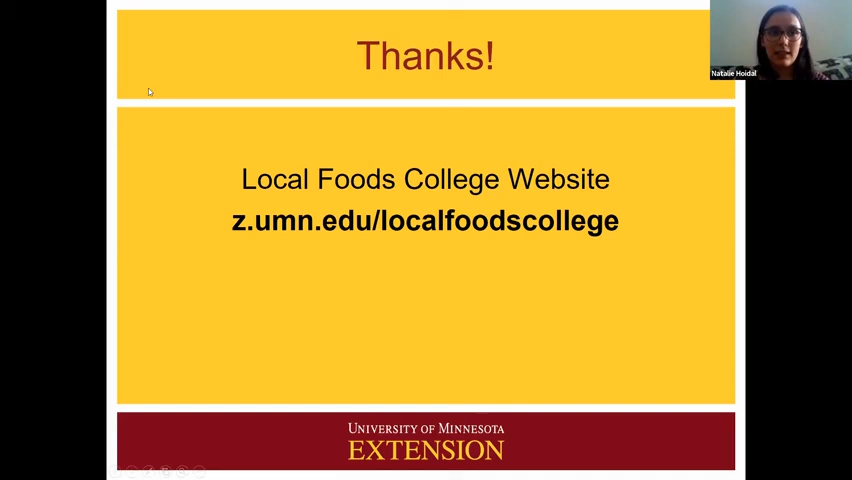 Thanks!
Natalie Hoidal
Local Foods College Website
z.umn.edu/localfoodscollege
UNIVERSITY OF MINNESOTA
EXTENSION